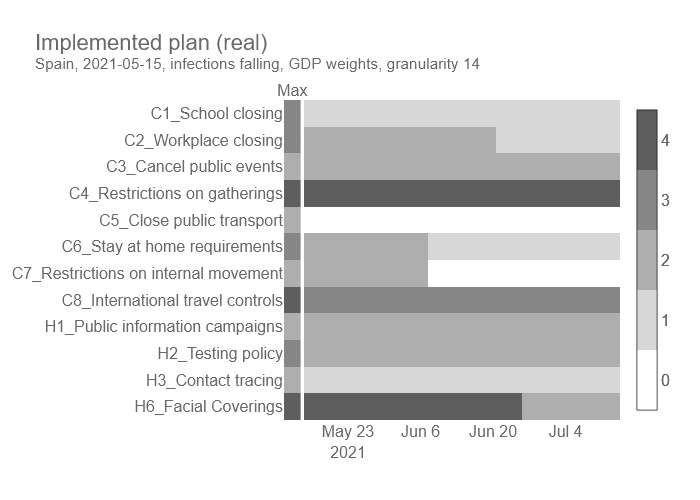 Implemented plan (real)
Spain, 2021-05-15, infections falling, GDP weights, granularity 14
Max
C1_School closing
C2_Workplace closing
C3_Cancel public events
C4_Restrictions on gatherings
C5_Close public transport
C6_Stay at home requirements
C7_Restrictions on internal movement
C8_International travel controls
H1_Public information campaigns
H2_Testing policy
H3_Contact tracing
H6_Facial Coverings
4
3
2
1
0
May 23 Jun 6 Jun 20 Jul 4
2021